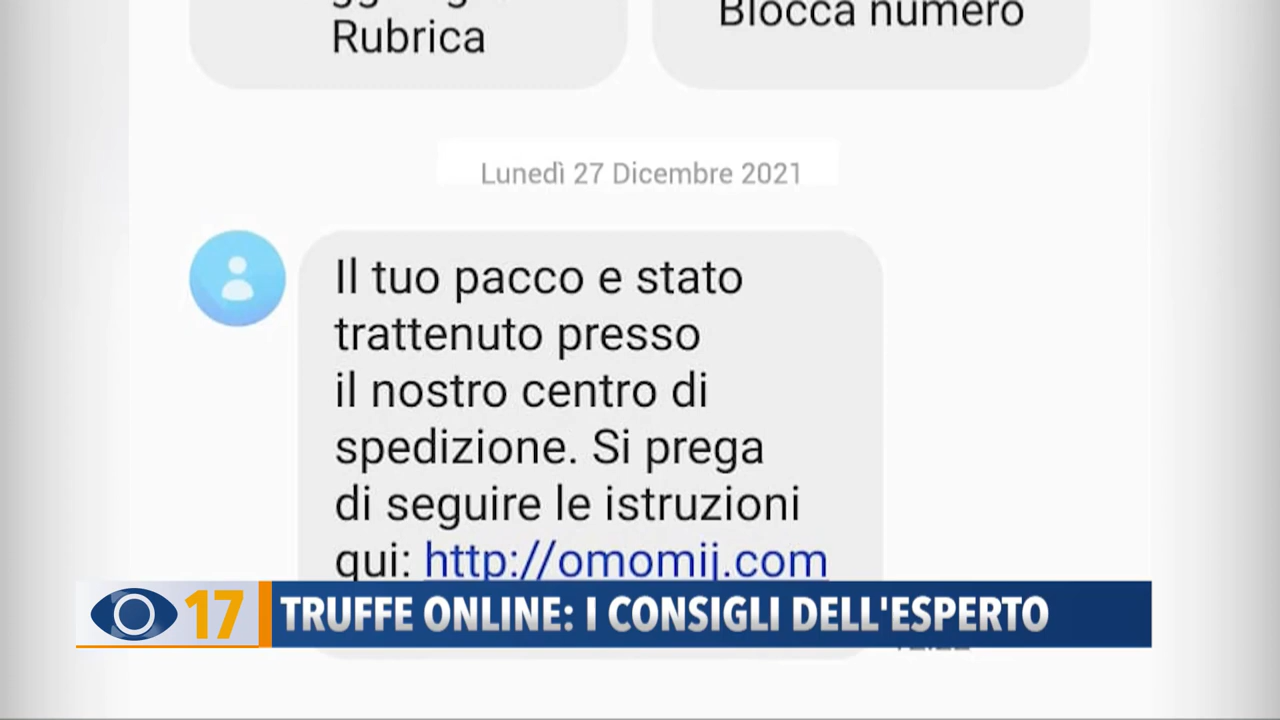 Rubrica
Blocca numero
Lunedì 27 Dicembre 2021
Il tuo pacco e stato
trattenuto presso
il nostro centro di
spedizione. Si prega
di seguire le istruzioni
qui: http://omomij.com
17 TRUFFE ONLINE: I CONSIGLI DELL'ESPERTO